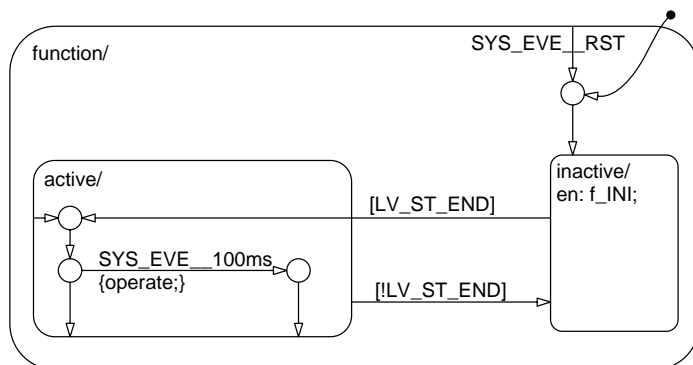 SYS_EVE__RST
function/
active/
inactive/
en: f_INI;
[LV_ST_END]
SYS_EVE__100ms
{operate;}
[!LV_ST_END]